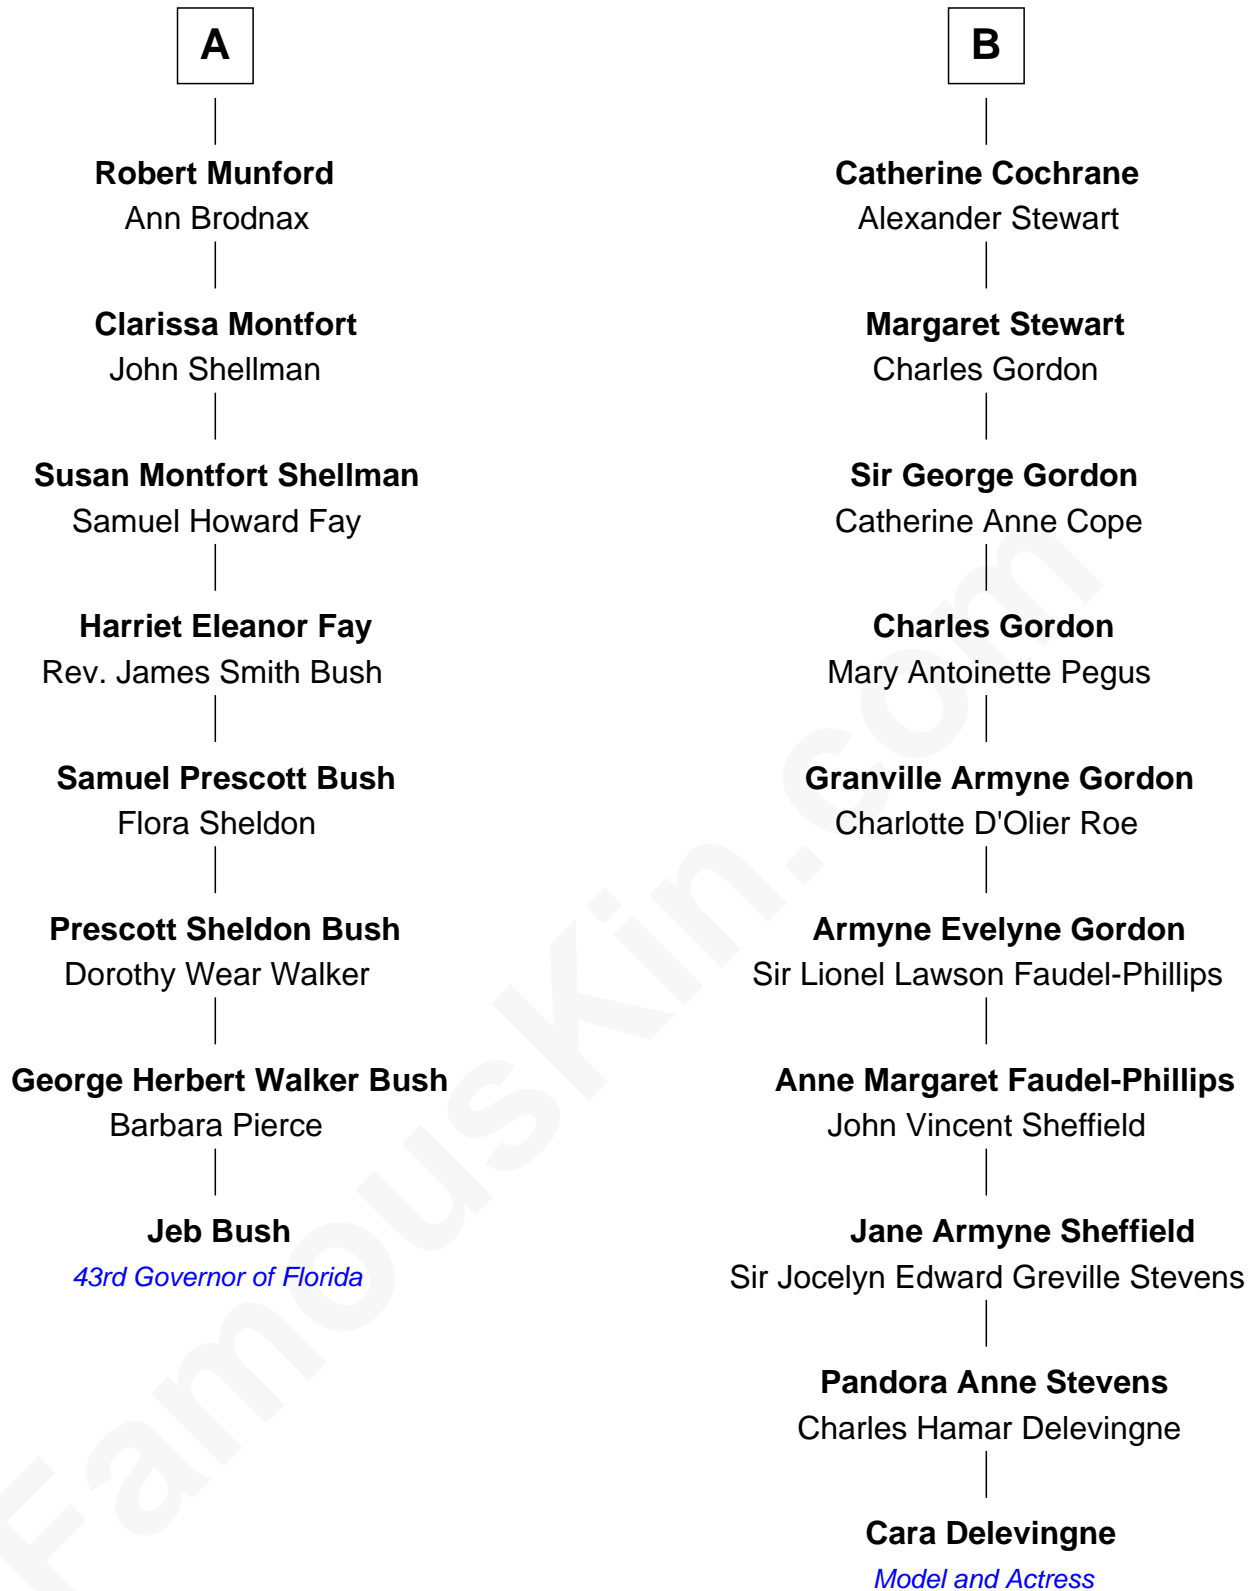 A
Robert Munford
Ann Brodnax
Clarissa Montfort
John Shellman
Susan Montfort Shellman
Samuel Howard Fay
Harriet Eleanor Fay
Rev. James Smith Bush
Samuel Prescott Bush
Flora Sheldon
Prescott Sheldon Bush
Dorothy Wear Walker
George Herbert Walker Bush
Barbara Pierce
Jeb Bush
43rd Governor of Florida
B
Catherine Cochrane
Alexander Stewart
Margaret Stewart
Charles Gordon
Sir George Gordon
Catherine Anne Cope
Charles Gordon
Mary Antoinette Pegus
Granville Armyne Gordon
Charlotte D'Olier Roe
Armyne Evelyne Gordon
Sir Lionel Lawson Faudel-Phillips
Anne Margaret Faudel-Phillips
John Vincent Sheffield
Jane Armyne Sheffield
Sir Jocelyn Edward Greville Stevens
Pandora Anne Stevens
Charles Hamar Delevingne
Cara Delevingne
Model and Actress
FamousKin.com